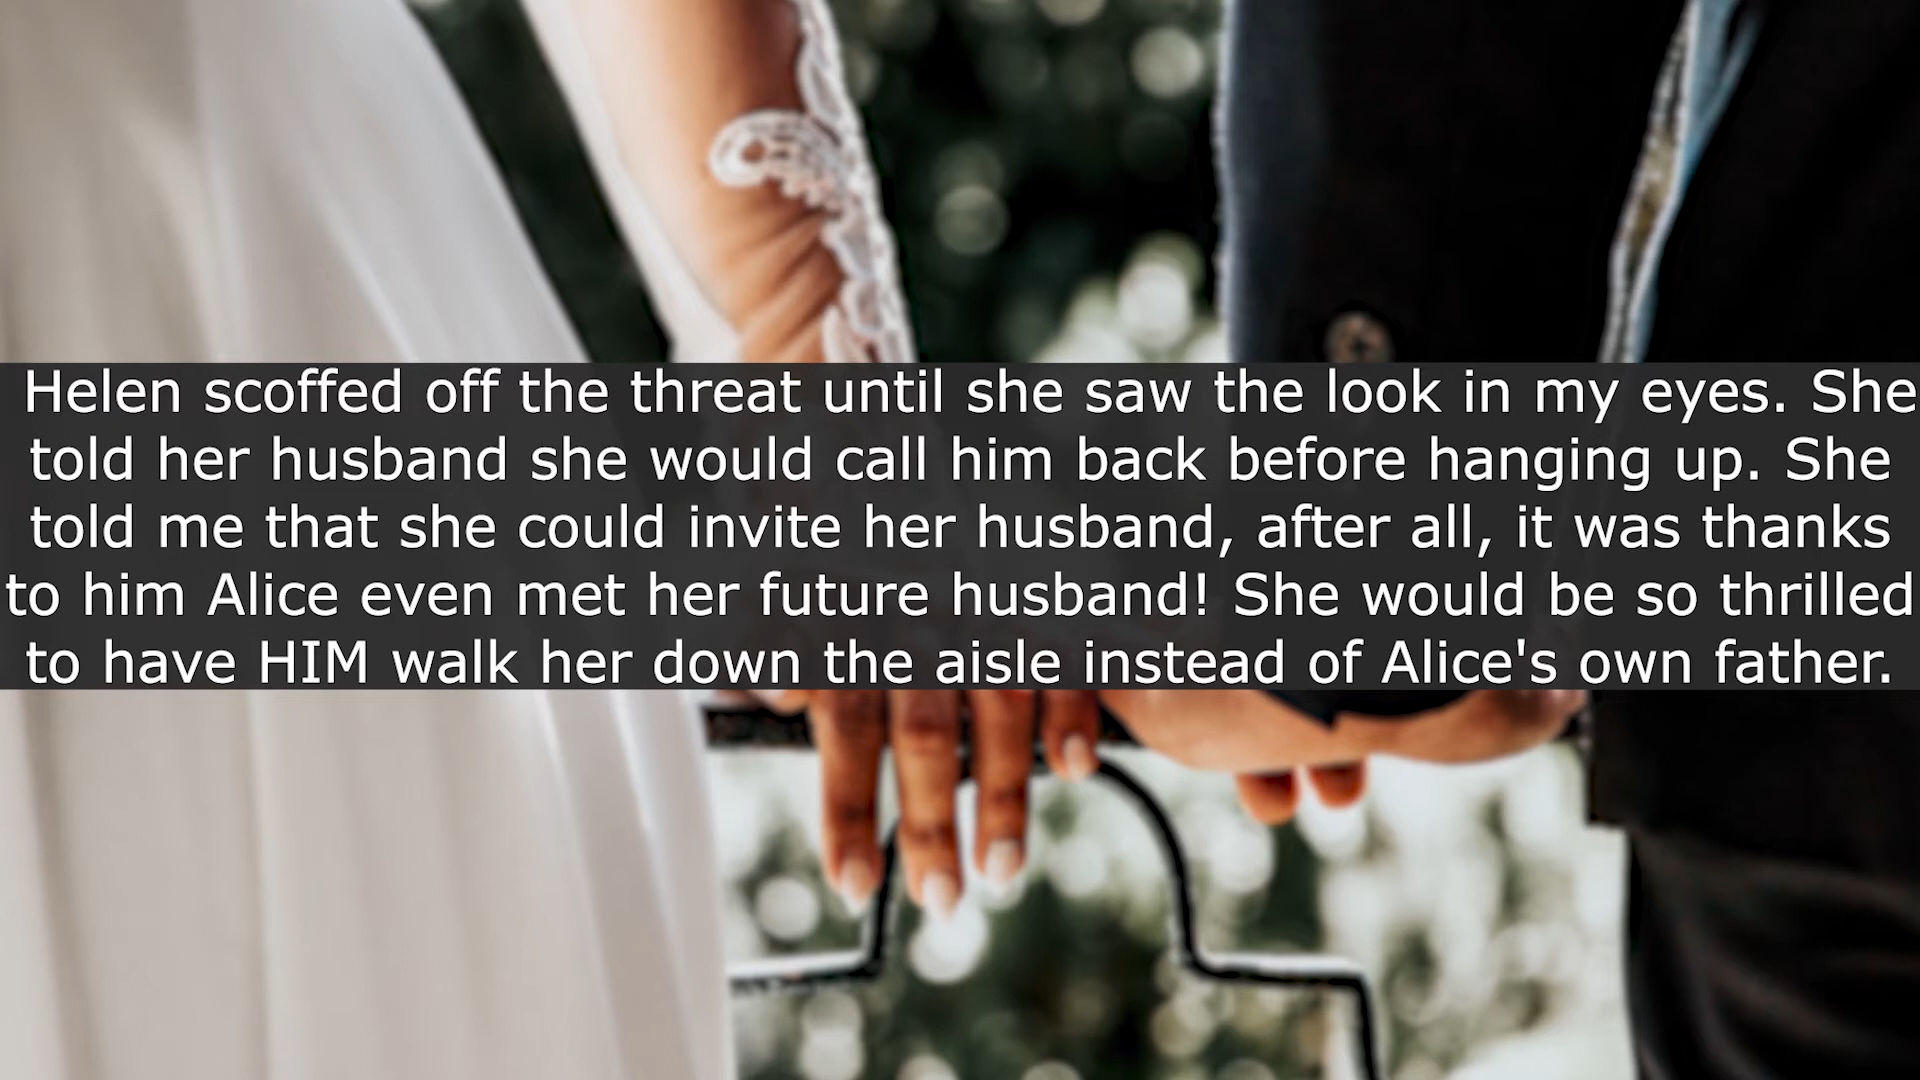 Helen scoffed off the threat until she saw the look in my eyes. She
told her husband she would call him back before hanging up. She
told me that she could invite her husband, after all, it was thanks
to him Alice even met her future husband! She would be so thrilled
to have HIM walk her down the aisle instead of Alice's own father.